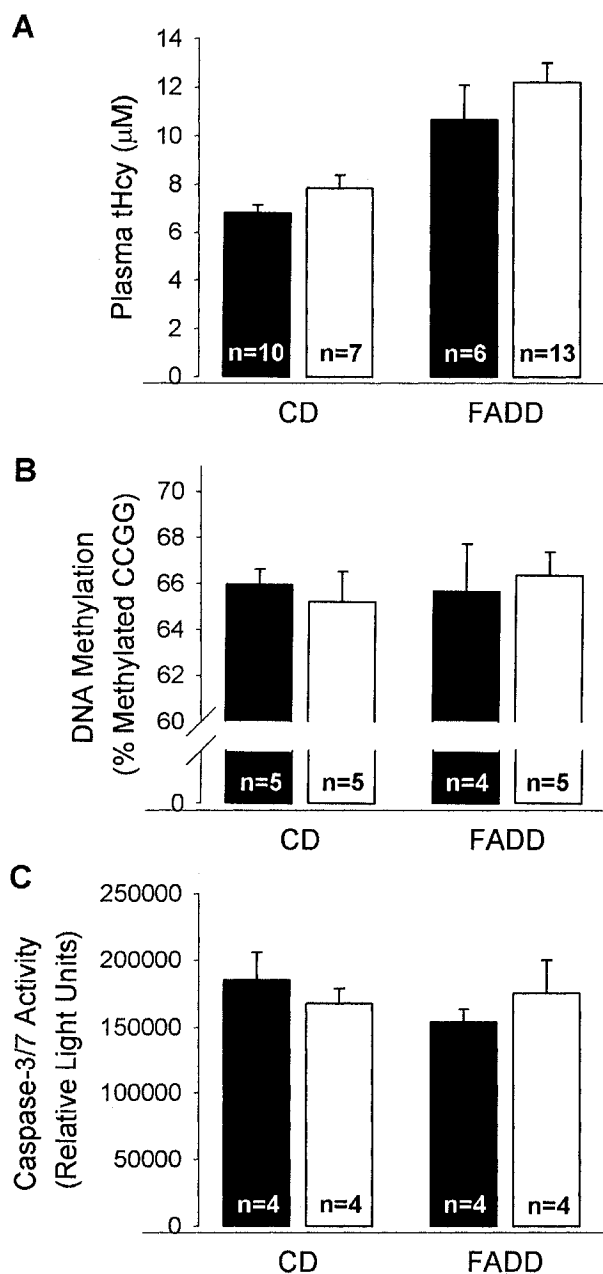 A
Plasma tHcy (μM)
14
12
10
8
6
4
2
0
n=10
n=7
n=6
n=13
CD
FADD
B
DNA Methylation
(% Methylated CCGG)
70
68
66
64
62
60
0
n=5
n=5
n=4
n=5
CD
FADD
C
Caspase-3/7 Activity
(Relative Light Units)
250000
200000
150000
100000
50000
0
n=4
n=4
n=4
n=4
CD
FADD